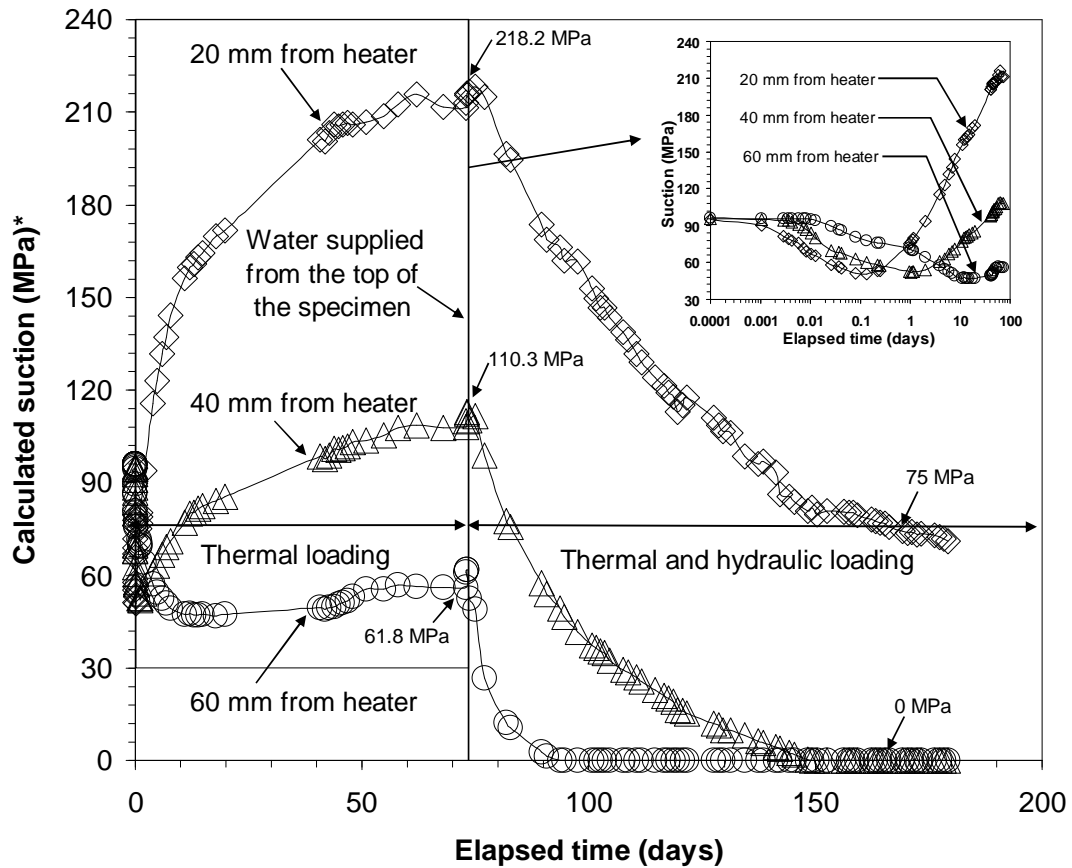 240
210
180
150
120
90
60
30
0
0
50
100
150
200
Calculated suction (MPa)*
Elapsed time (days)
20 mm from heater
218.2 MPa
Water supplied
from the top of
the specimen
110.3 MPa
40 mm from heater
75 MPa
Thermal loading
Thermal and hydraulic loading
61.8 MPa
60 mm from heater
0 MPa
240
210
180
150
120
90
60
30
0.0001
0.001
0.01
0.1
1
10
100
Suction (MPa)
Elapsed time (days)
20 mm from heater
40 mm from heater
60 mm from heater